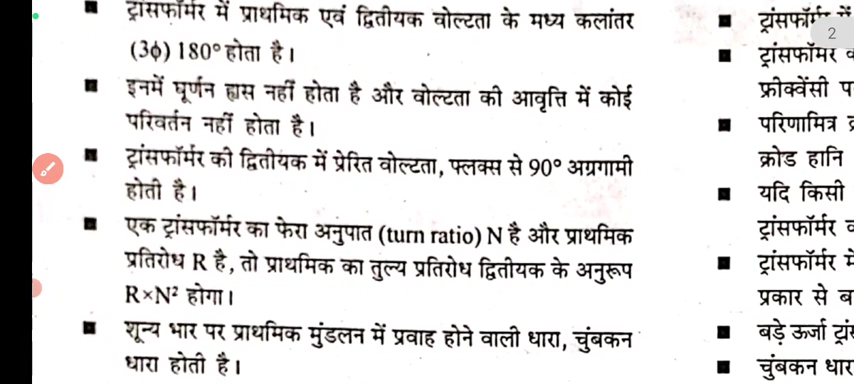 ट्रांसफॉर्मर में प्राथमिक एवं द्वितीयक वोल्टता के मध्य कलांतर
(3ϕ) 180° होता है।
इनमें घूर्णन ह्रास नहीं होता है और वोल्टता की आवृत्ति में कोई
परिवर्तन नहीं होता है।
ट्रांसफॉर्मर की द्वितीयक में प्रेरित वोल्टता, फ्लक्स से 90° अग्रगामी
होती है।
एक ट्रांसफॉर्मर का फेरा अनुपात (turn ratio) N है और प्राथमिक
प्रतिरोध R है, तो प्राथमिक का तुल्य प्रतिरोध द्वितीयक के अनुरूप
R×N² होगा।
शून्य भार पर प्राथमिक मुंडलन में प्रवाह होने वाली धारा, चुंबकन
धारा होती है।
2
ट्रांसफॉर्मर में
ट्रांसफॉमर
फ्रीक्वेंसी
परिणामित्र
क्रोड हानि
यदि किसी
ट्रांसफॉर्मर
ट्रांसफॉर्मर में
प्रकार से
बड़े ऊर्जा
चुंबकन धार